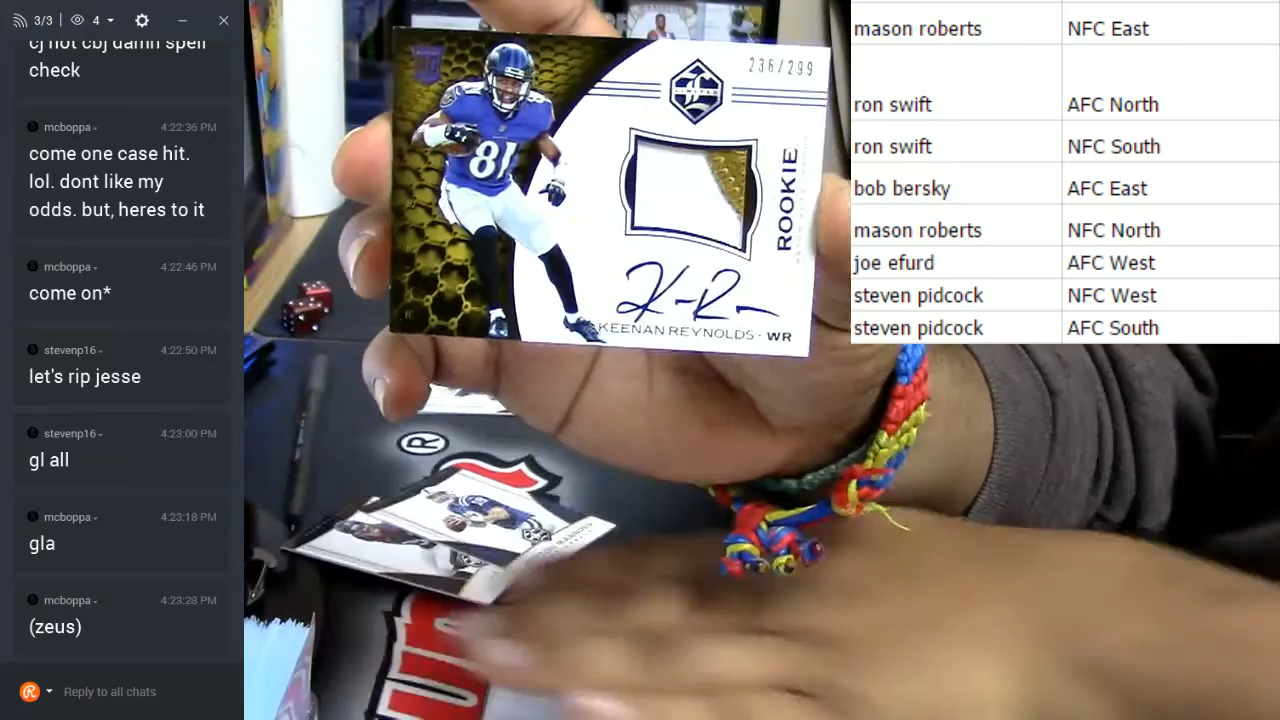 3/3
4
cj not cbj damn spell
check
mcboppa
4:22:36 PM
come one case hit.
lol. dont like my
odds. but, heres to it
mcboppa
4:22:46 PM
come on*
stevenp16
4:22:50 PM
let's rip jesse
stevenp16
4:23:00 PM
gl all
mcboppa
4:23:18 PM
gla
mcboppa
4:23:28 PM
(zeus)
Reply to all chats
236/299
LIMITED
81
ROOKIE
KEENAN REYNOLDS · WR
®
mason roberts NFC East
ron swift AFC North
ron swift NFC South
bob bersky AFC East
mason roberts NFC North
joe efurd AFC West
steven pidcock NFC West
steven pidcock AFC South